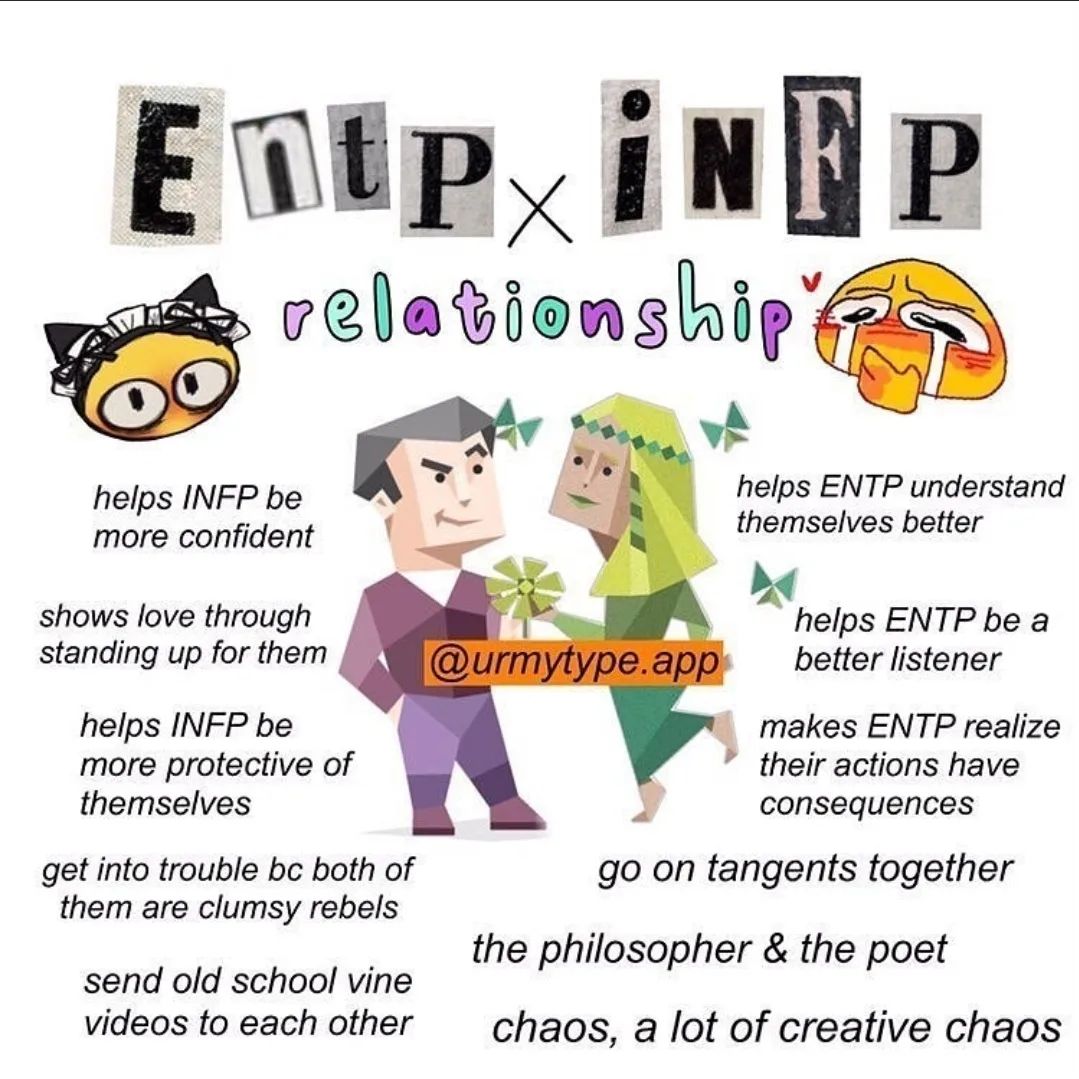 EntP x iNFP
relationship
helps INFP be
more confident
helps ENTP understand
themselves better
shows love through
standing up for them
helps ENTP be a
better listener
@urmytype.app
helps INFP be
more protective of
themselves
makes ENTP realize
their actions have
consequences
get into trouble bc both of
them are clumsy rebels
go on tangents together
the philosopher & the poet
send old school vine
videos to each other
chaos, a lot of creative chaos